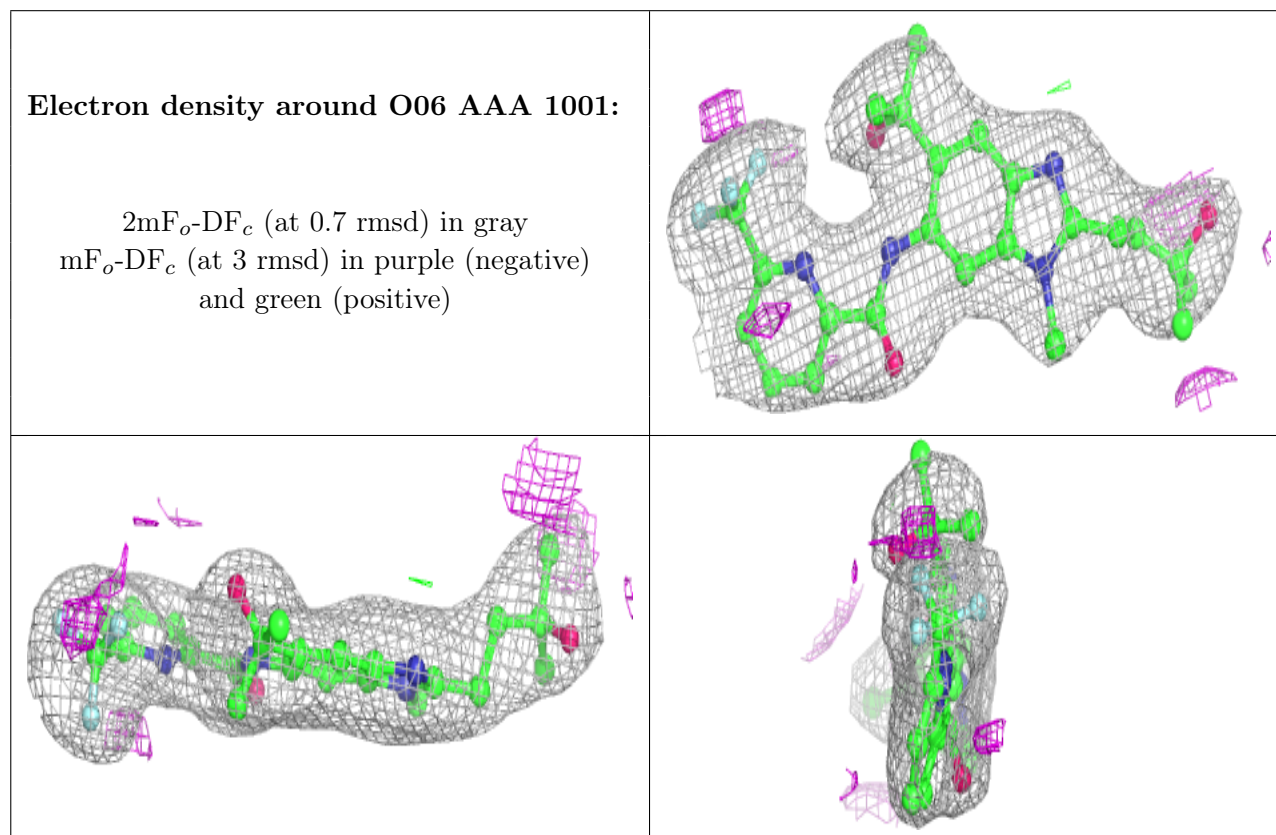 Electron density around O06 AAA 1001:
2mFo-DFc (at 0.7 rmsd) in gray
mFo-DFc (at 3 rmsd) in purple (negative)
and green (positive)